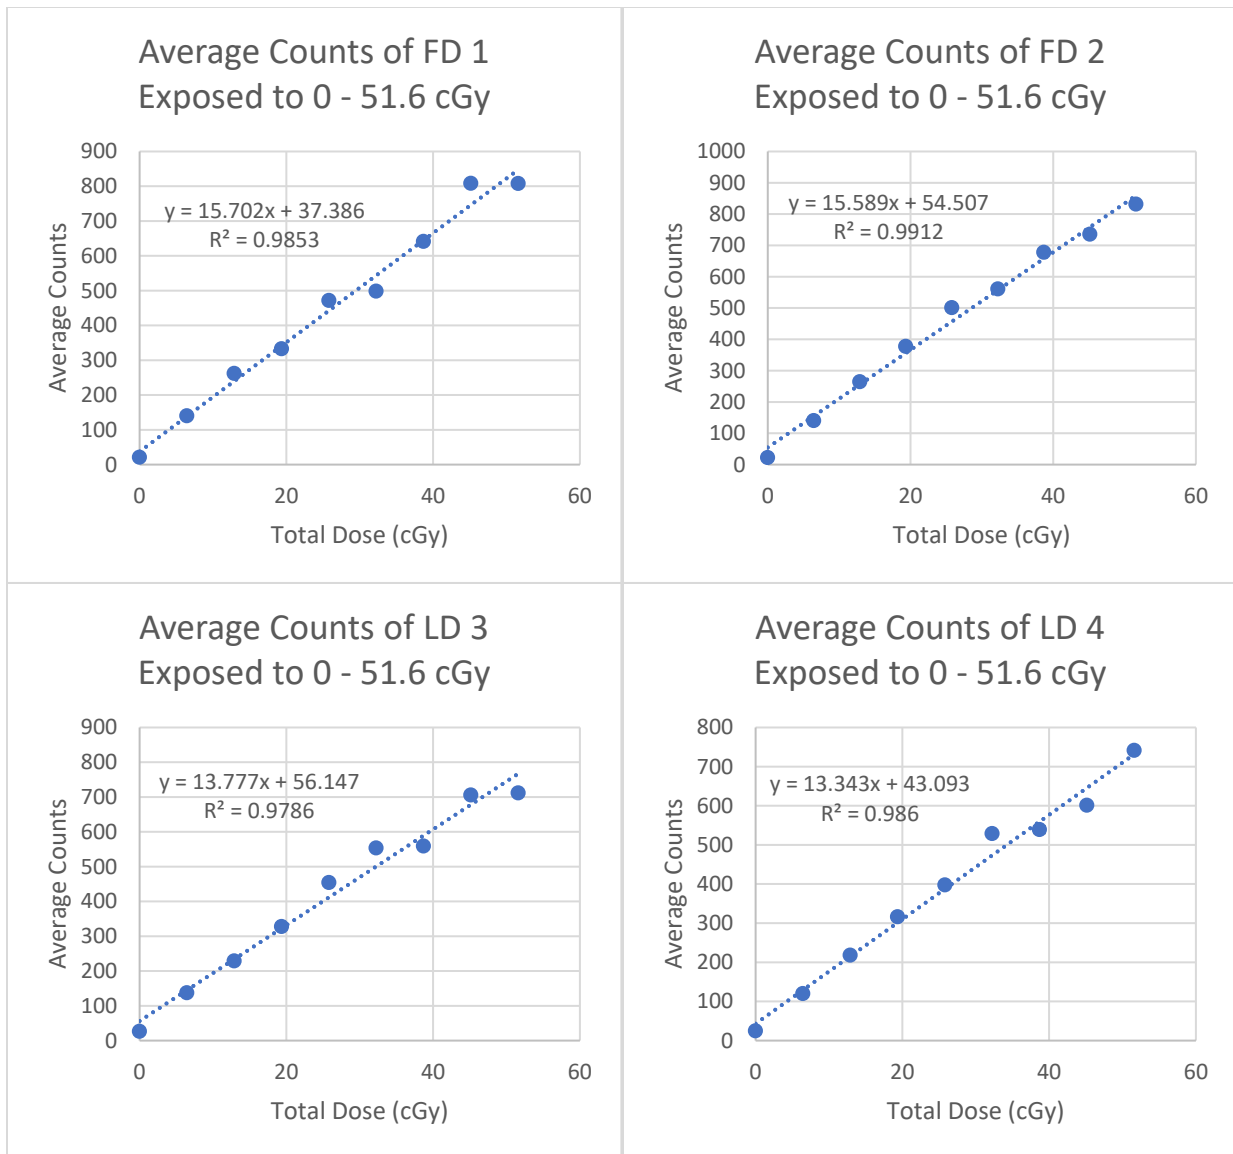 Average Counts of FD 1
Exposed to 0 - 51.6 cGy
900
800
700
600
500
400
300
200
100
0
Average Counts
y = 15.702x + 37.386
R² = 0.9853
0 20 40 60
Total Dose (cGy)
Average Counts of FD 2
Exposed to 0 - 51.6 cGy
1000
900
800
700
600
500
400
300
200
100
0
Average Counts
y = 15.589x + 54.507
R² = 0.9912
0 20 40 60
Total Dose (cGy)
Average Counts of LD 3
Exposed to 0 - 51.6 cGy
900
800
700
600
500
400
300
200
100
0
Average Counts
y = 13.777x + 56.147
R² = 0.9786
0 20 40 60
Total Dose (cGy)
Average Counts of LD 4
Exposed to 0 - 51.6 cGy
800
700
600
500
400
300
200
100
0
Average Counts
y = 13.343x + 43.093
R² = 0.986
0 20 40 60
Total Dose (cGy)